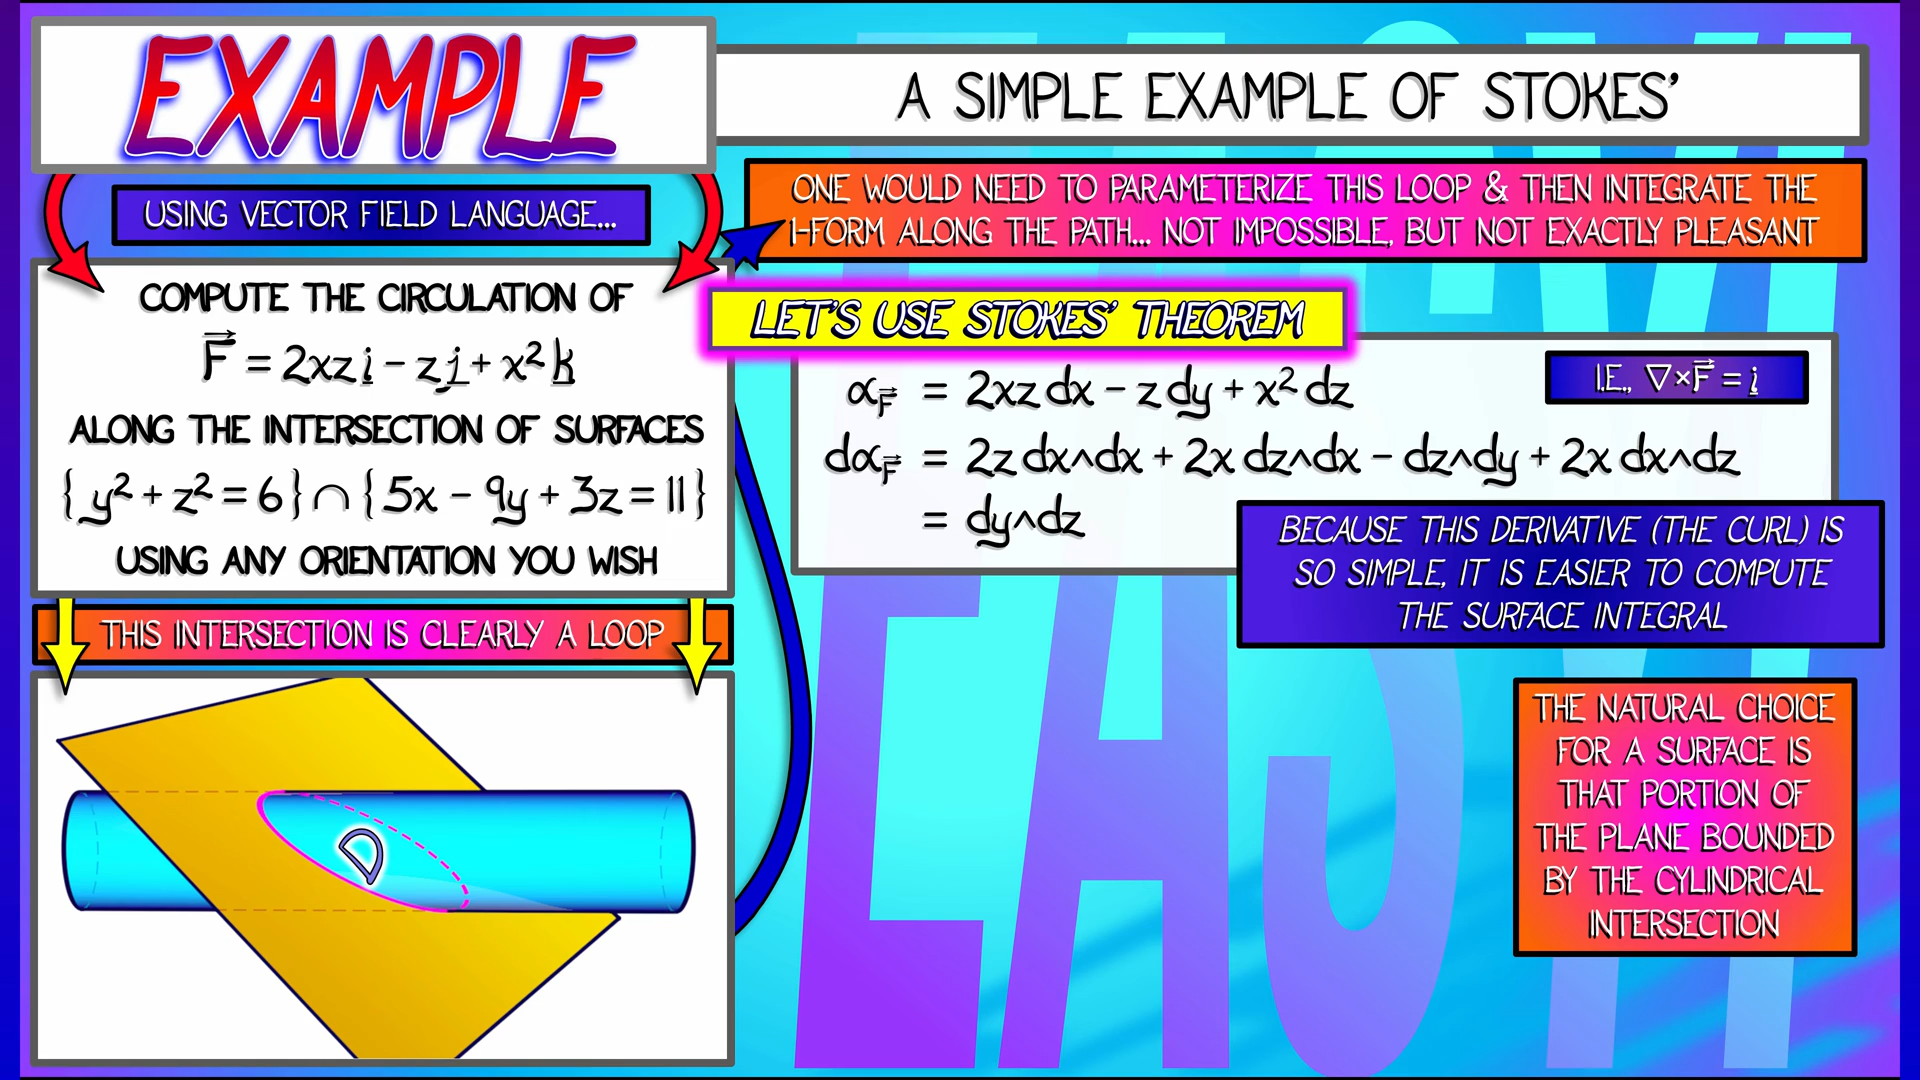 EXAMPLE
A SIMPLE EXAMPLE OF STOKES'
USING VECTOR FIELD LANGUAGE...
COMPUTE THE CIRCULATION OF
F⃗ = 2xz i̲ − z j̲ + x² k̲
ALONG THE INTERSECTION OF SURFACES
{ y² + z² = 6 } ∩ { 5x − 9y + 3z = 11 }
USING ANY ORIENTATION YOU WISH
THIS INTERSECTION IS CLEARLY A LOOP
D
ONE WOULD NEED TO PARAMETERIZE THIS LOOP & THEN INTEGRATE THE
1-FORM ALONG THE PATH... NOT IMPOSSIBLE, BUT NOT EXACTLY PLEASANT
LET'S USE STOKES' THEOREM
α_F⃗ = 2xz dx − z dy + x² dz
I.E., ∇×F⃗ = i̲
dα_F⃗ = 2z dx∧dx + 2x dz∧dx − dz∧dy + 2x dx∧dz
= dy∧dz
BECAUSE THIS DERIVATIVE (THE CURL) IS
SO SIMPLE, IT IS EASIER TO COMPUTE
THE SURFACE INTEGRAL
THE NATURAL CHOICE
FOR A SURFACE IS
THAT PORTION OF
THE PLANE BOUNDED
BY THE CYLINDRICAL
INTERSECTION